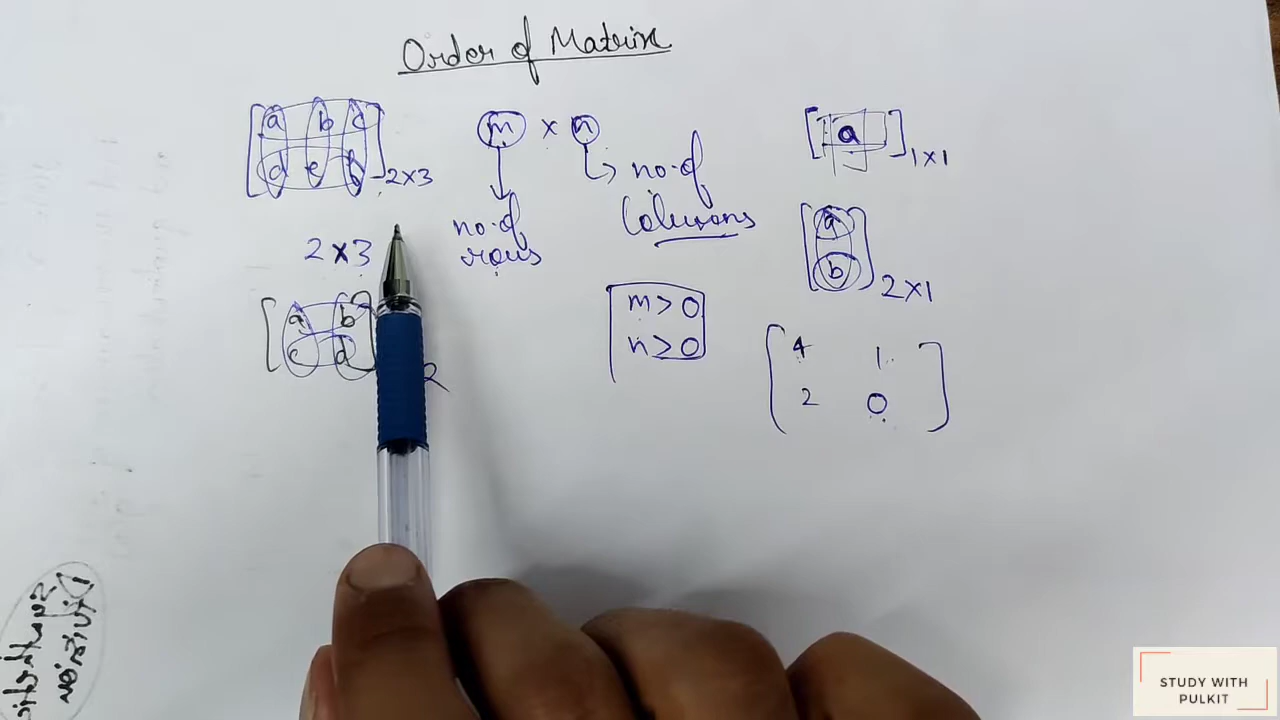 Order of Matrix
[a b c
d e f] 2×3
m × n
no. of rows
no. of Columns
2 × 3
[a b
c d]
2
m > 0
n > 0
[a] 1×1
[a
b] 2×1
[4 1
2 0]
STUDY WITH
PULKIT